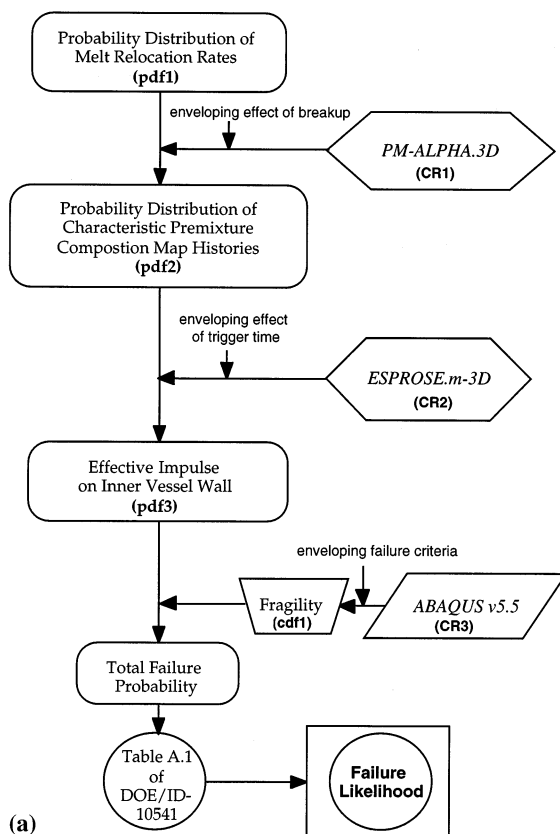 Probability Distribution of
Melt Relocation Rates
(pdf1)
enveloping effect of breakup
PM-ALPHA.3D
(CR1)
Probability Distribution of
Characteristic Premixture
Compostion Map Histories
(pdf2)
enveloping effect
of trigger time
ESPROSE.m-3D
(CR2)
Effective Impulse
on Inner Vessel Wall
(pdf3)
enveloping failure criteria
Fragility
(cdf1)
ABAQUS v5.5
(CR3)
Total Failure
Probability
Table A.1
of
DOE/ID-
10541
Failure
Likelihood
(a)